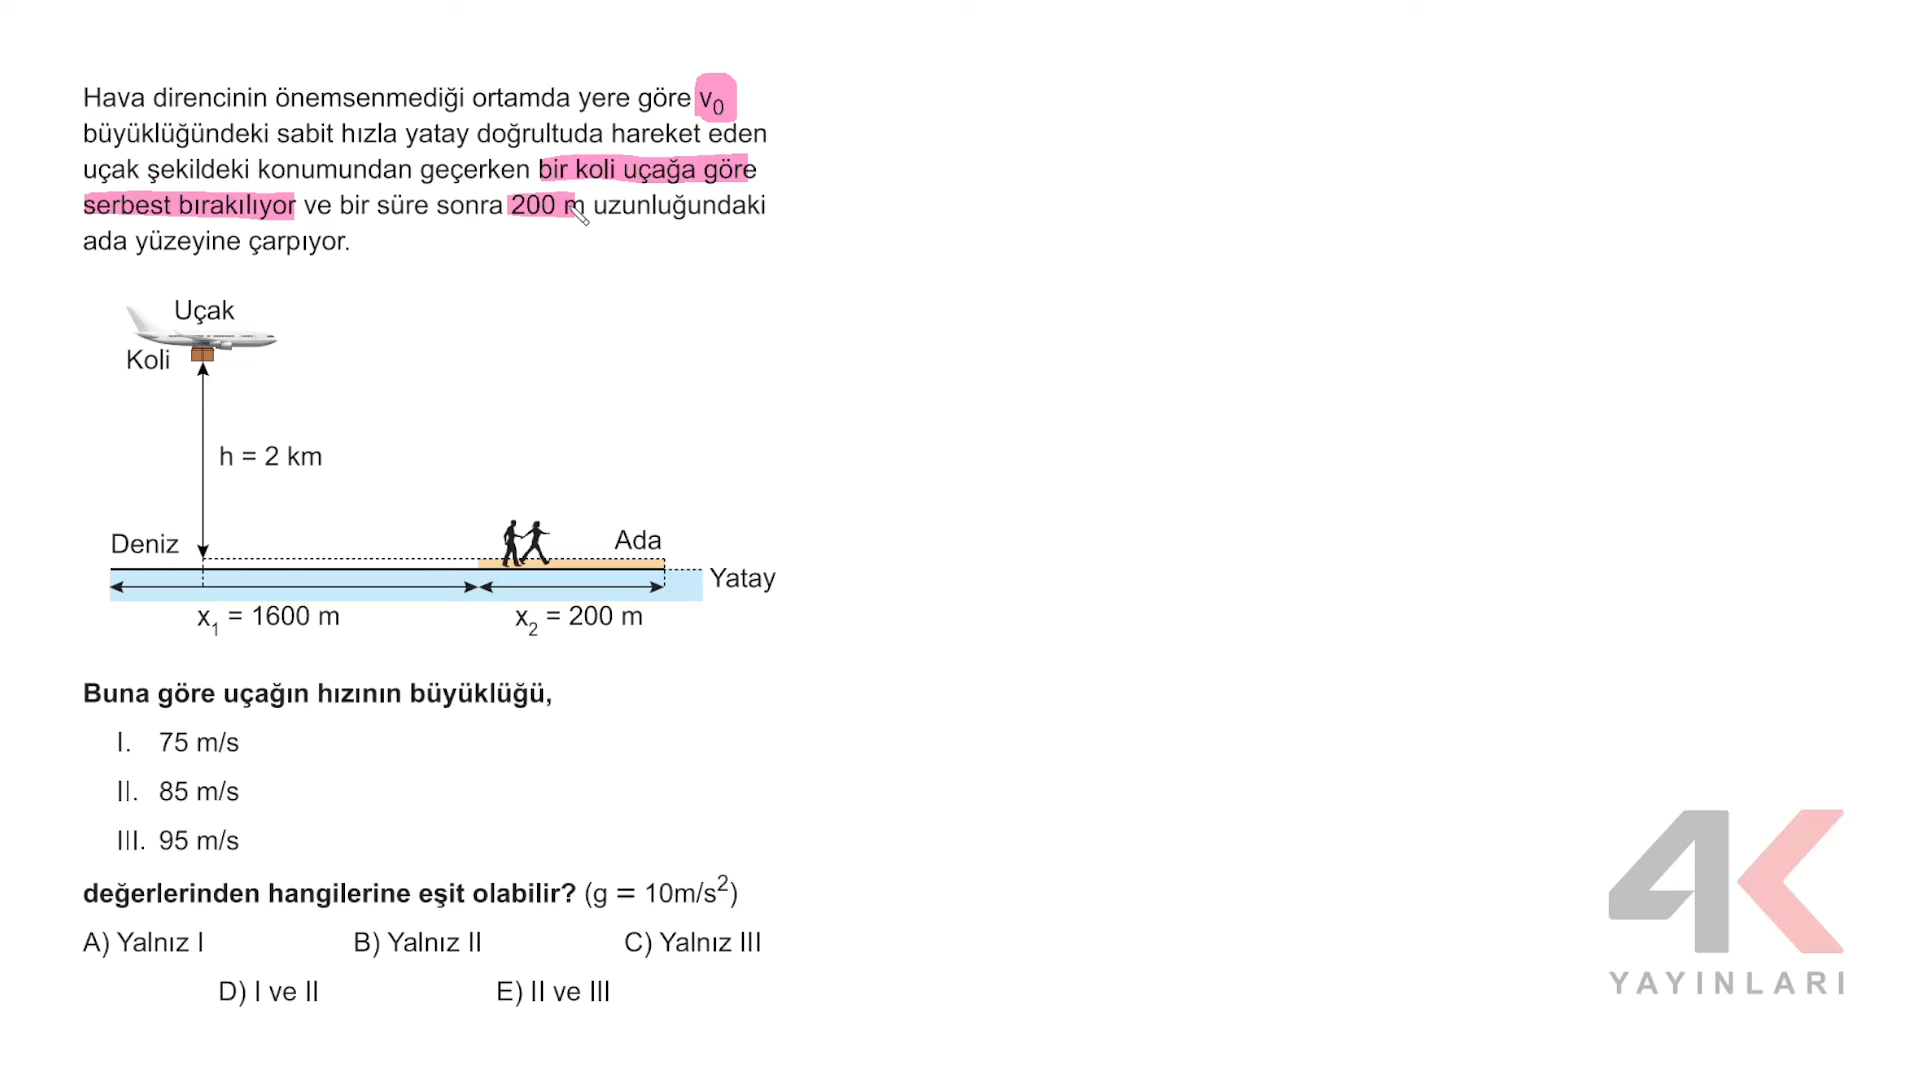 Hava direncinin önemsenmediği ortamda yere göre v0
büyüklüğündeki sabit hızla yatay doğrultuda hareket eden
uçak şekildeki konumundan geçerken bir koli uçağa göre
serbest bırakılıyor ve bir süre sonra 200 m uzunluğundaki
ada yüzeyine çarpıyor.
Uçak
Koli
h = 2 km
Deniz
Ada
Yatay
x1 = 1600 m
x2 = 200 m
Buna göre uçağın hızının büyüklüğü,
I. 75 m/s
II. 85 m/s
III. 95 m/s
değerlerinden hangilerine eşit olabilir? (g = 10m/s2)
A) Yalnız I B) Yalnız II C) Yalnız III
D) I ve II E) II ve III
4K
YAYINLARI